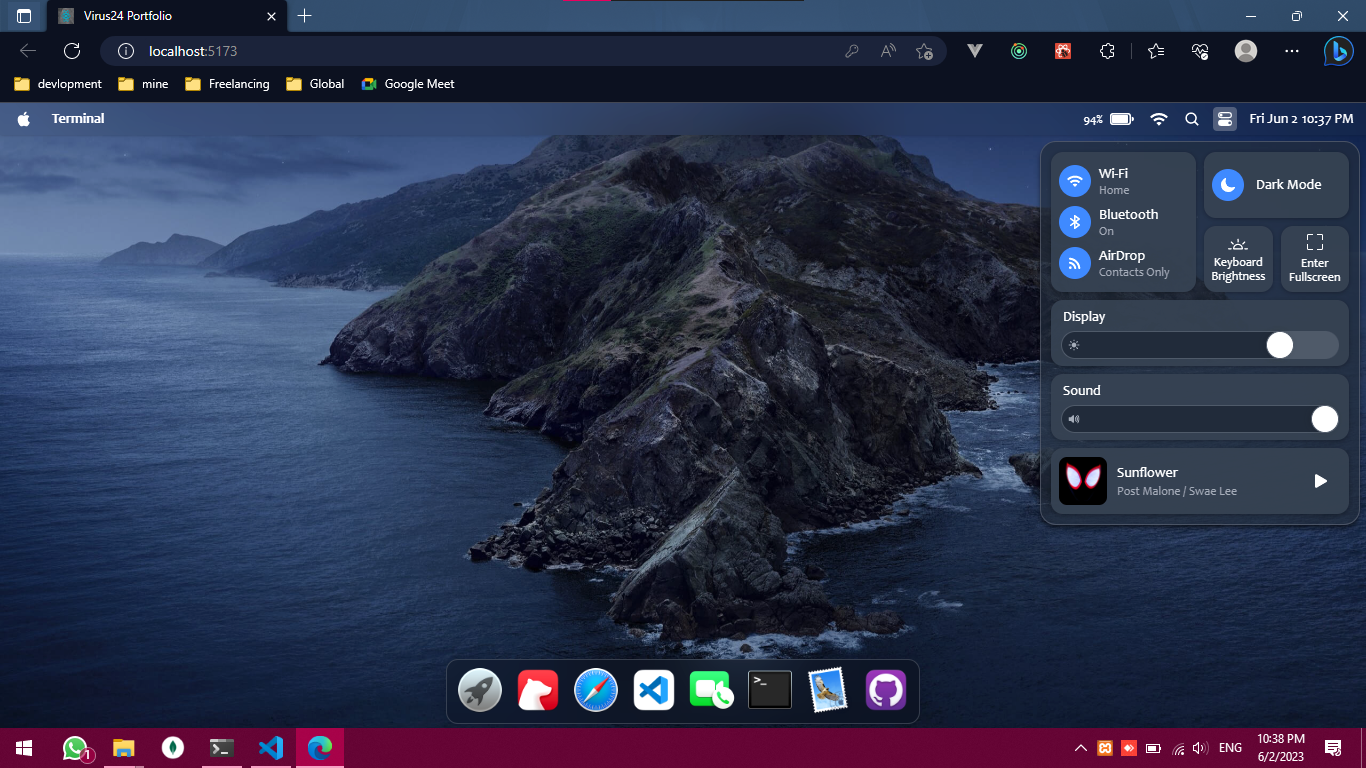 Virus24 Portfolio
localhost:5173
devlopment mine Freelancing Global Google Meet
Terminal 94% Fri Jun 2 10:37 PM
Wi-Fi
Home
Bluetooth
On
AirDrop
Contacts Only
Dark Mode
Keyboard
Brightness
Enter
Fullscreen
Display
Sound
Sunflower
Post Malone / Swae Lee
>_
1
ENG
10:38 PM
6/2/2023